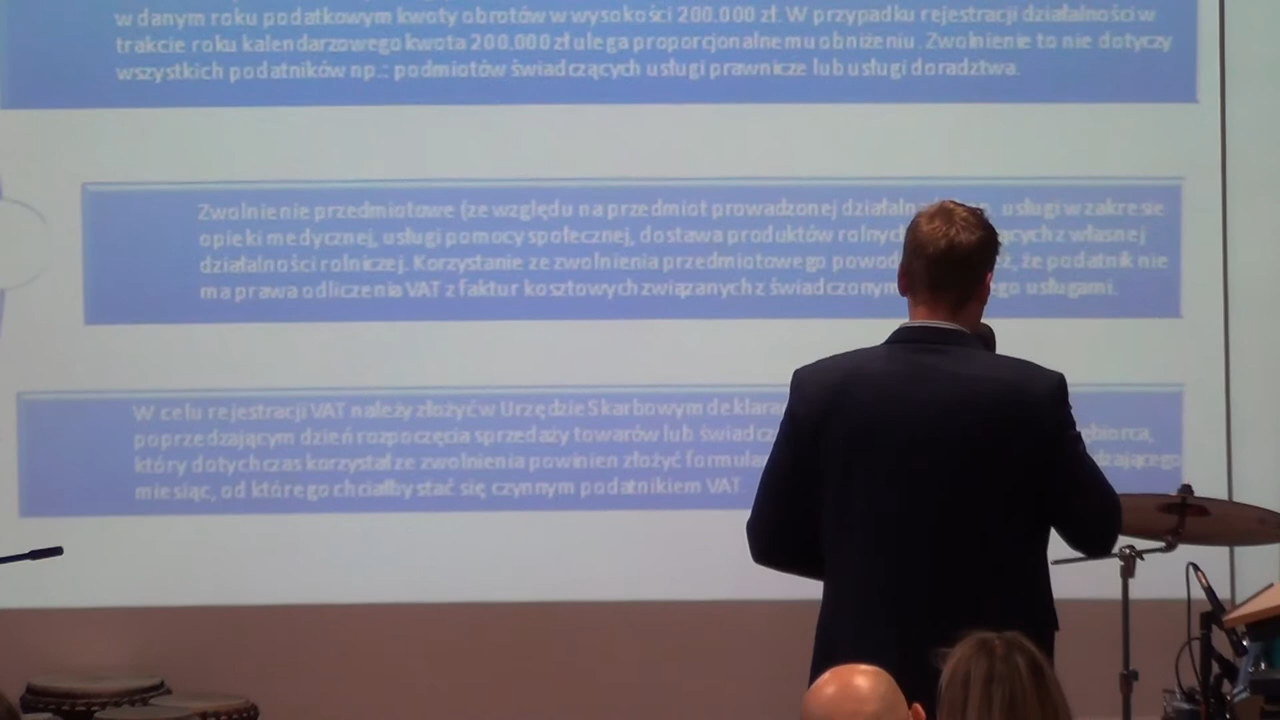 w danym roku podatkowym kwoty obrotów w wysokości 200.000 zł. W przypadku rejestracji działalności w
trakcie roku kalendarzowego kwota 200.000 zł ulega proporcjonalnemu obniżeniu. Zwolnienie to nie dotyczy
wszystkich podatników np.: podmiotów świadczących usługi prawnicze lub usługi doradztwa.
Zwolnienie przedmiotowe (ze względu na przedmiot prowadzonej usługi w zakresie
opieki medycznej, usługi pomocy społecznej, dostawa produktów z własnej
działalności rolniczej. Korzystanie ze zwolnienia przedmiotowego że podatnik nie
ma prawa odliczenia VAT z faktur kosztowych związanych z usługami.
W celu rejestracji VAT należy złożyć w Urzędzie Skarbowym
poprzedzającym dzień rozpoczęcia sprzedaży towarów lub
który dotychczas korzystał ze zwolnienia powinien złożyć
miesiąc, od którego chciałby stać się czynnym podatnikiem VAT.